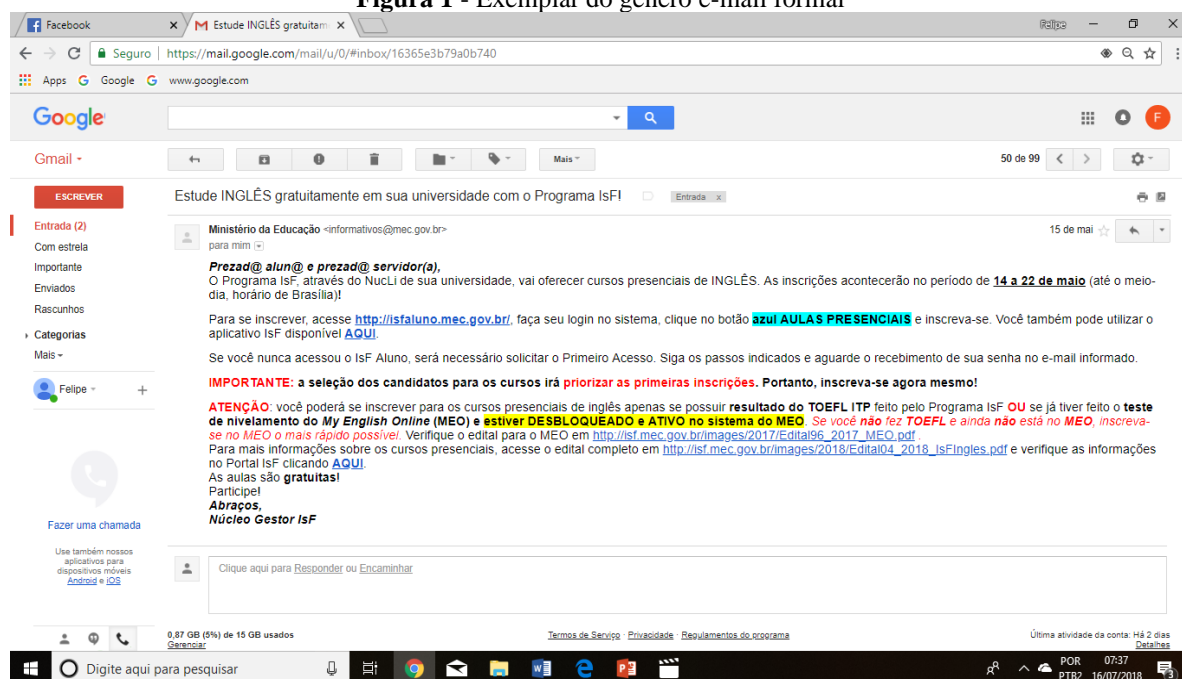 Figura 1 - Exemplar do gênero e-mail formal
Facebook
Estude INGLÊS gratuitam
Felipe
Seguro
https://mail.google.com/mail/u/0/#inbox/16365e3b79a0b740
Apps
Google
www.google.com
Google
Gmail
Mais
50 de 99
ESCREVER
Estude INGLÊS gratuitamente em sua universidade com o Programa IsF!
Entrada x
Entrada (2)
Com estrela
Importante
Enviados
Rascunhos
Categorias
Mais
Felipe
Fazer uma chamada
Use também nossos
aplicativos para
dispositivos móveis
Android e iOS
Ministério da Educação <informativos@mec.gov.br>
15 de mai
para mim
Prezad@ alun@ e prezad@ servidor(a),
O Programa IsF, através do NucLi de sua universidade, vai oferecer cursos presenciais de INGLÊS. As inscrições acontecerão no período de 14 a 22 de maio (até o meio-
dia, horário de Brasília)!
Para se inscrever, acesse http://isfaluno.mec.gov.br/, faça seu login no sistema, clique no botão azul AULAS PRESENCIAIS e inscreva-se. Você também pode utilizar o
aplicativo IsF disponível AQUI.
Se você nunca acessou o IsF Aluno, será necessário solicitar o Primeiro Acesso. Siga os passos indicados e aguarde o recebimento de sua senha no e-mail informado.
IMPORTANTE: a seleção dos candidatos para os cursos irá priorizar as primeiras inscrições. Portanto, inscreva-se agora mesmo!
ATENÇÃO: você poderá se inscrever para os cursos presenciais de inglês apenas se possuir resultado do TOEFL ITP feito pelo Programa IsF OU se já tiver feito o teste
de nivelamento do My English Online (MEO) e estiver DESBLOQUEADO e ATIVO no sistema do MEO. Se você não fez TOEFL e ainda não está no MEO, inscreva-
se no MEO o mais rápido possível. Verifique o edital para o MEO em http://isf.mec.gov.br/images/2017/Edital96_2017_MEO.pdf .
Para mais informações sobre os cursos presenciais, acesse o edital completo em http://isf.mec.gov.br/images/2018/Edital04_2018_IsFIngles.pdf e verifique as informações
no Portal IsF clicando AQUI.
As aulas são gratuitas!
Participe!
Abraços,
Núcleo Gestor IsF
Clique aqui para Responder ou Encaminhar
0,87 GB (5%) de 15 GB usados
Gerenciar
Termos de Serviço · Privacidade · Regulamentos do programa
Última atividade da conta: Há 2 dias
Detalhes
Digite aqui para pesquisar
POR
PTB2
07:37
16/07/2018
3